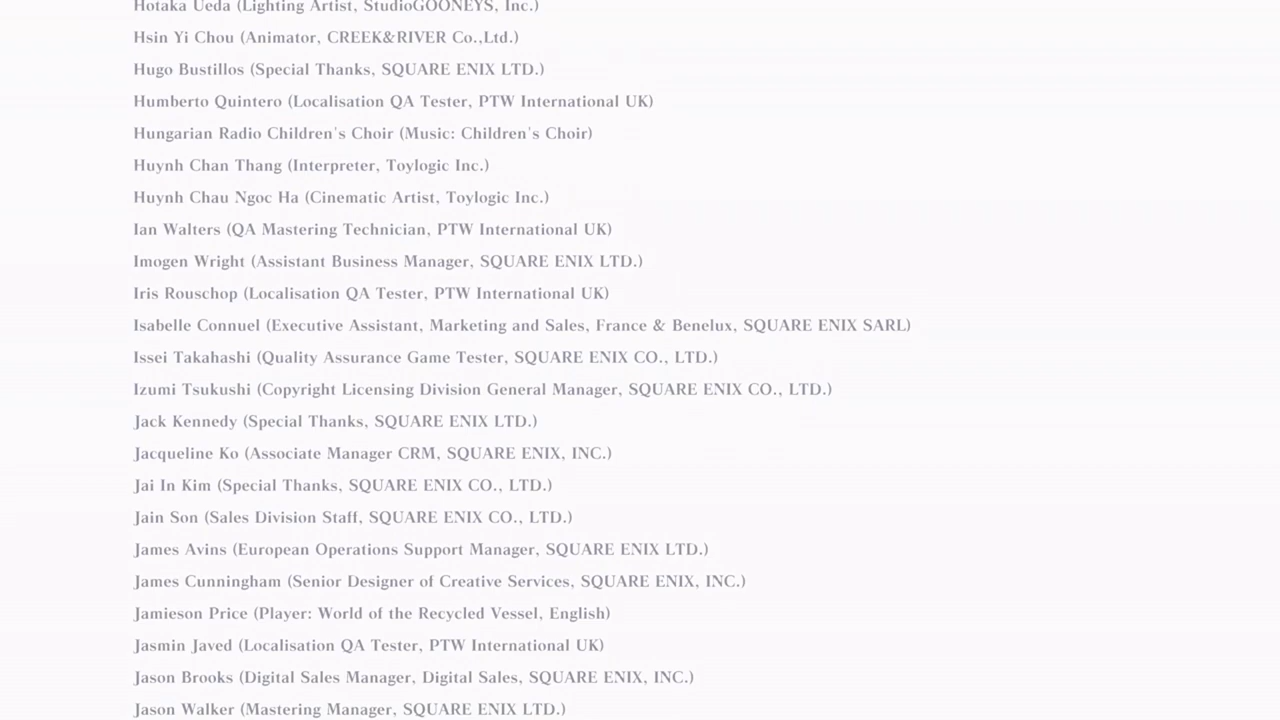 Hotaka Ueda (Lighting Artist, StudioGOONEYS, Inc.)
Hsin Yi Chou (Animator, CREEK&RIVER Co.,Ltd.)
Hugo Bustillos (Special Thanks, SQUARE ENIX LTD.)
Humberto Quintero (Localisation QA Tester, PTW International UK)
Hungarian Radio Children's Choir (Music: Children's Choir)
Huynh Chan Thang (Interpreter, Toylogic Inc.)
Huynh Chau Ngoc Ha (Cinematic Artist, Toylogic Inc.)
Ian Walters (QA Mastering Technician, PTW International UK)
Imogen Wright (Assistant Business Manager, SQUARE ENIX LTD.)
Iris Rouschop (Localisation QA Tester, PTW International UK)
Isabelle Connuel (Executive Assistant, Marketing and Sales, France & Benelux, SQUARE ENIX SARL)
Issei Takahashi (Quality Assurance Game Tester, SQUARE ENIX CO., LTD.)
Izumi Tsukushi (Copyright Licensing Division General Manager, SQUARE ENIX CO., LTD.)
Jack Kennedy (Special Thanks, SQUARE ENIX LTD.)
Jacqueline Ko (Associate Manager CRM, SQUARE ENIX, INC.)
Jai In Kim (Special Thanks, SQUARE ENIX CO., LTD.)
Jain Son (Sales Division Staff, SQUARE ENIX CO., LTD.)
James Avins (European Operations Support Manager, SQUARE ENIX LTD.)
James Cunningham (Senior Designer of Creative Services, SQUARE ENIX, INC.)
Jamieson Price (Player: World of the Recycled Vessel, English)
Jasmin Javed (Localisation QA Tester, PTW International UK)
Jason Brooks (Digital Sales Manager, Digital Sales, SQUARE ENIX, INC.)
Jason Walker (Mastering Manager, SQUARE ENIX LTD.)